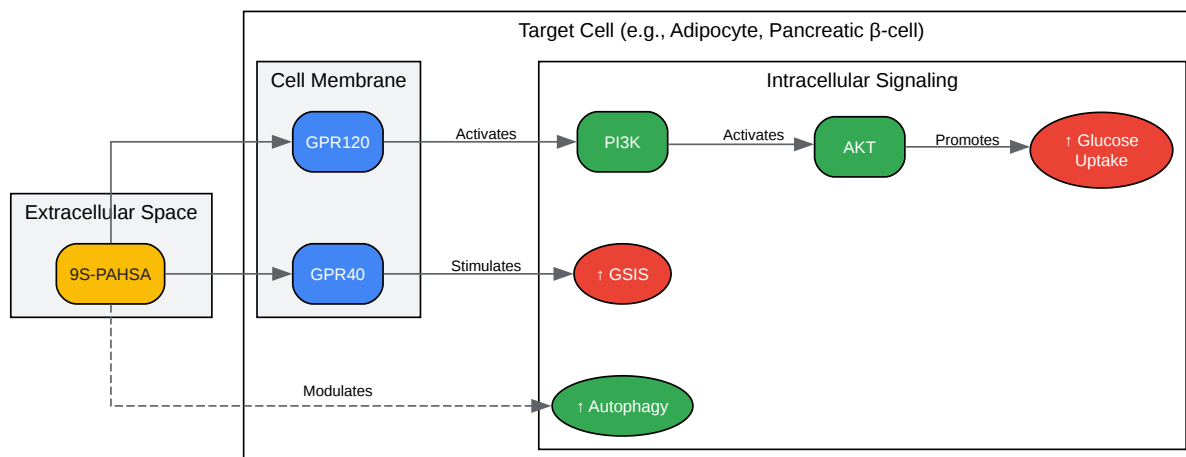 Target Cell (e.g., Adipocyte, Pancreatic β-cell)
Cell Membrane
Intracellular Signaling
GPR120
Activates
PI3K
Activates
AKT
Promotes
↑ Glucose
Uptake
Extracellular Space
9S-PAHSA
GPR40
Stimulates
↑ GSIS
Modulates
↑ Autophagy